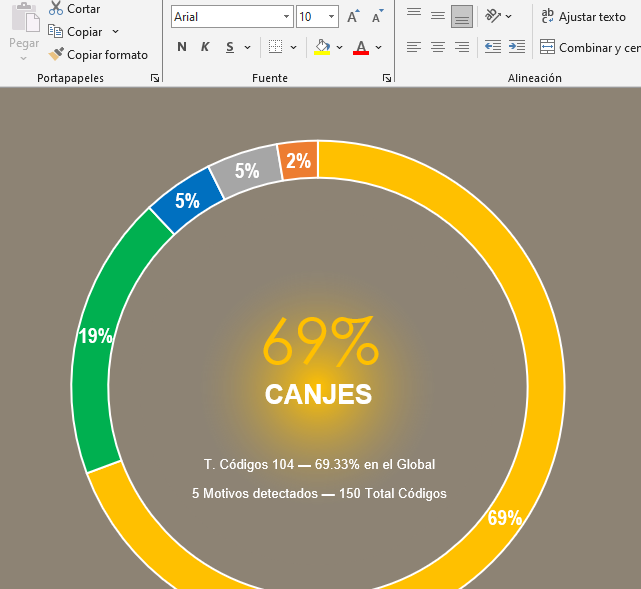 Cortar
Pegar
Copiar
Copiar formato
Portapapeles
Arial
10
A A
N K S
A
Fuente
ab
c
Ajustar texto
Combinar y cen
Alineación
2%
5%
5%
19%
69%
CANJES
T. Códigos 104 — 69.33% en el Global
5 Motivos detectados — 150 Total Códigos
69%